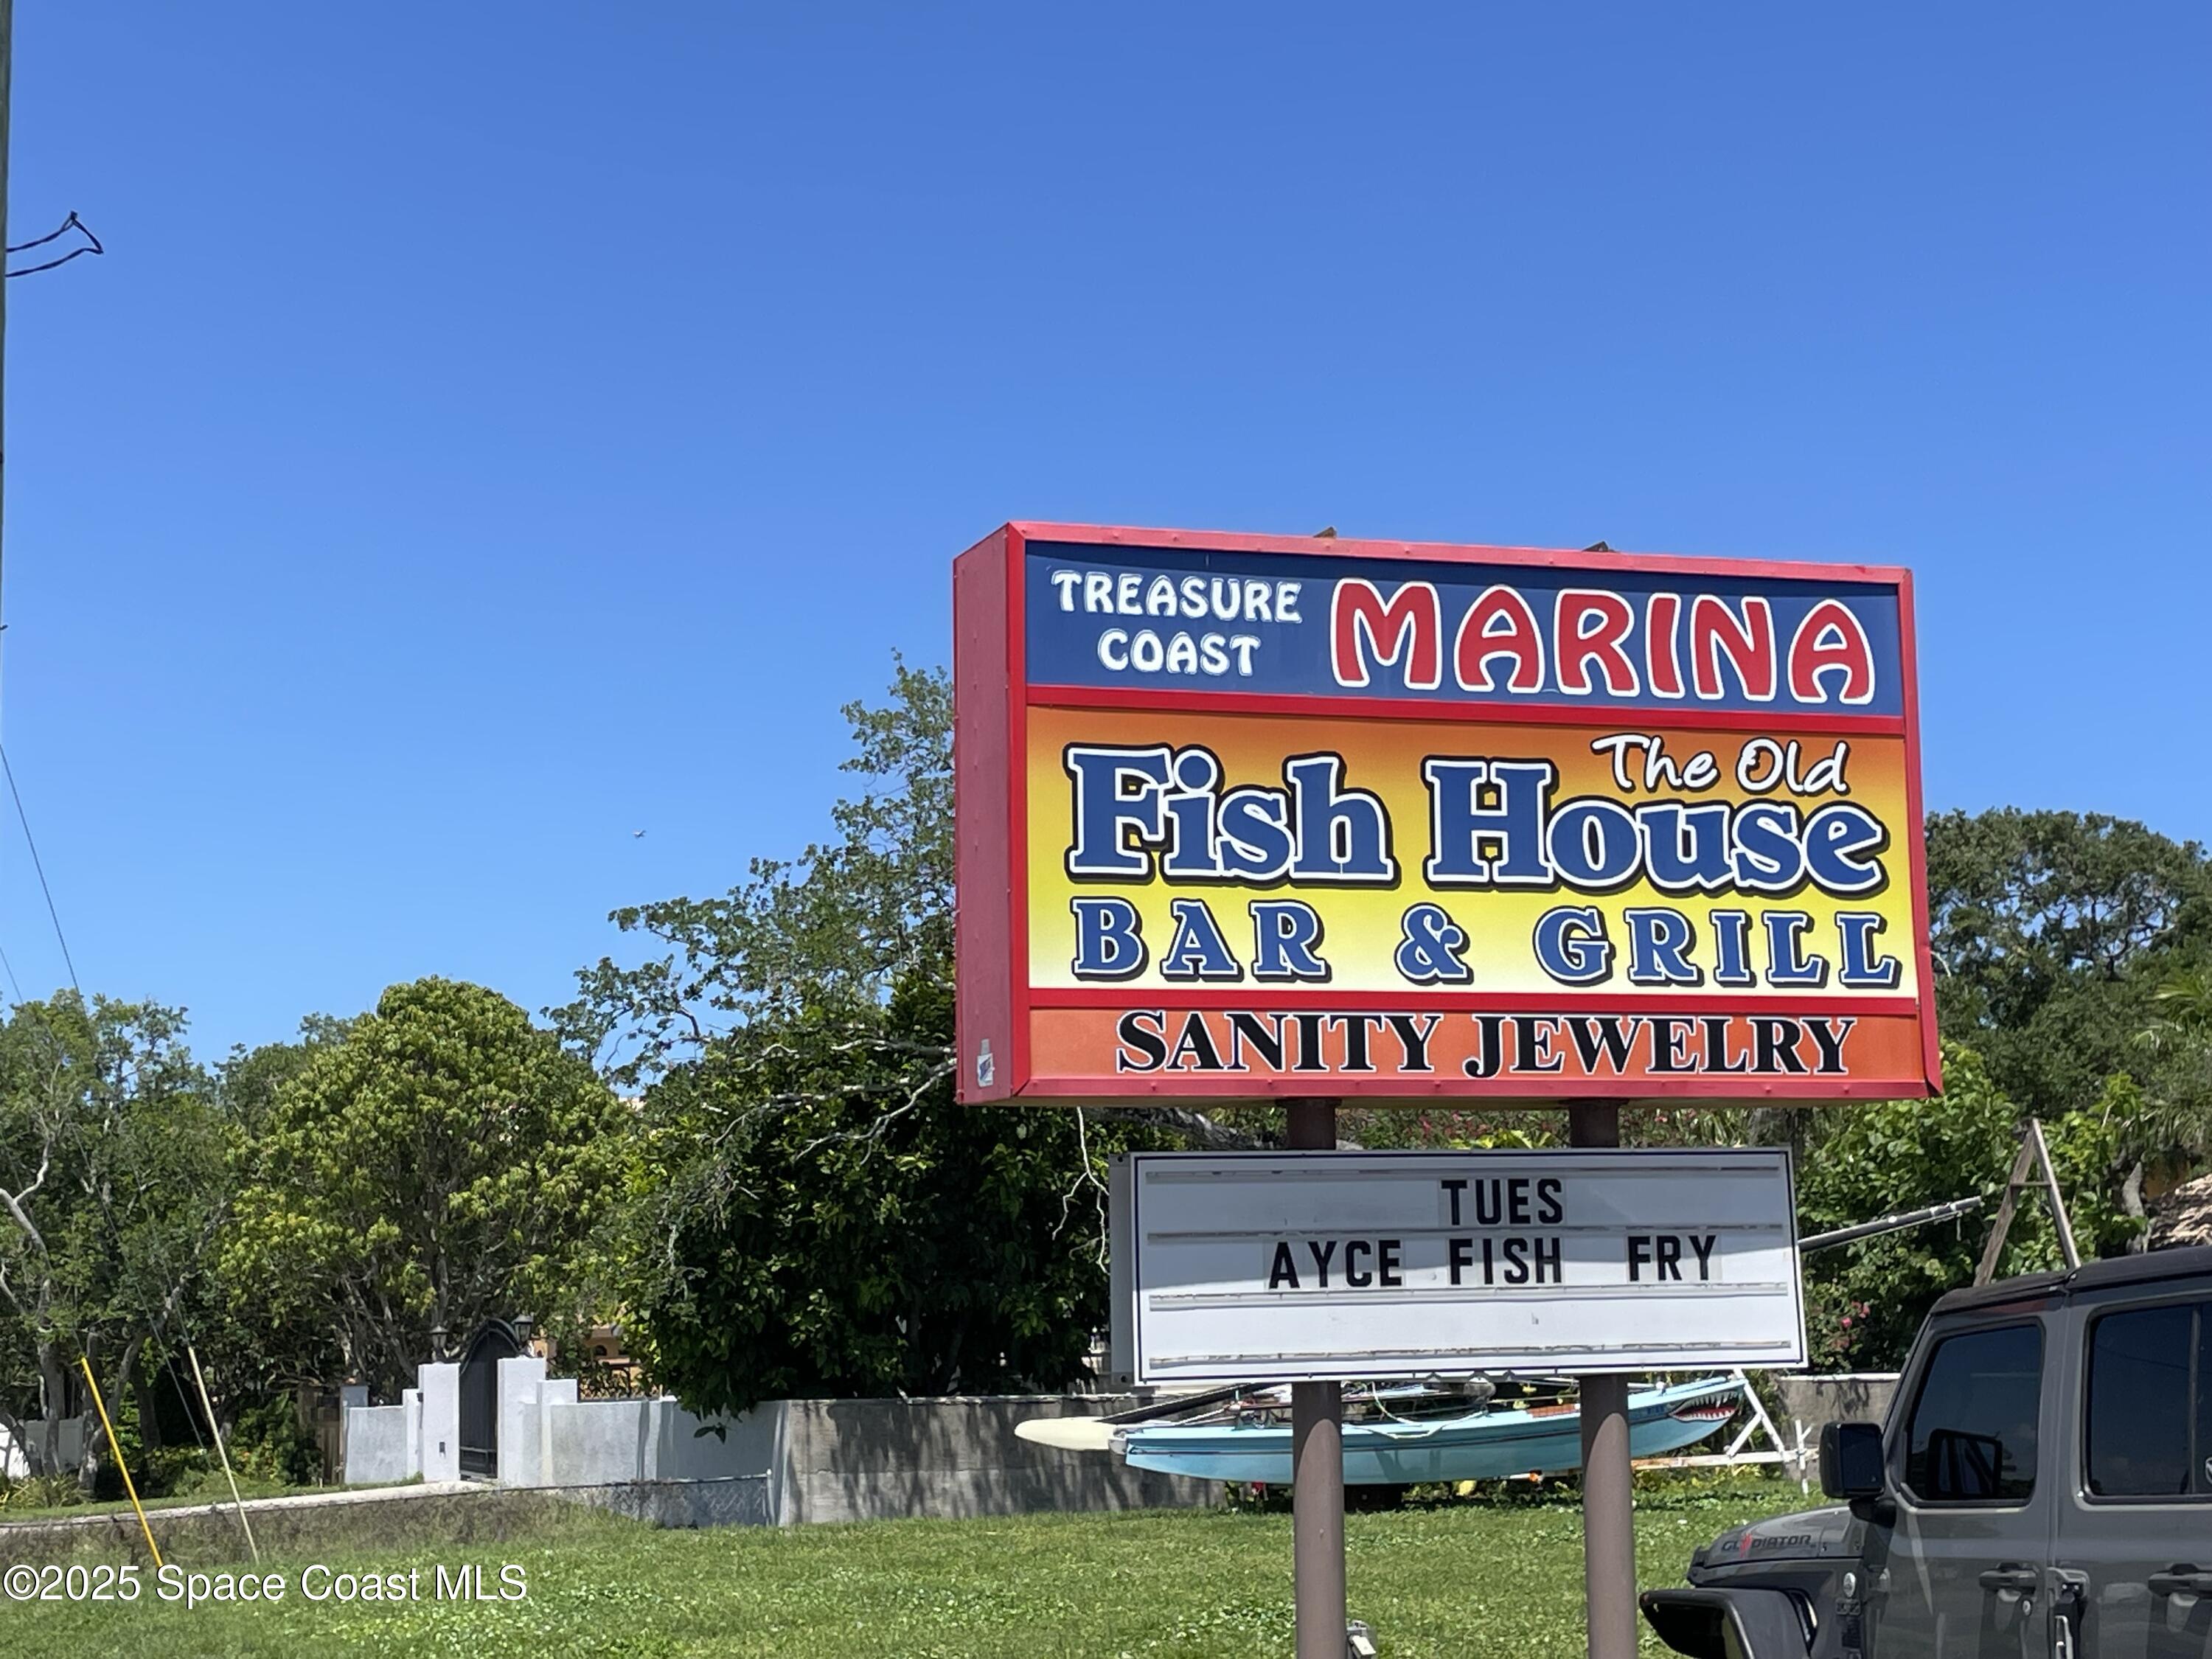 TREASURE
COAST
MARINA
The Old
Fish House
BAR & GRILL
SANITY JEWELRY
TUES
AYCE FISH FRY
GLADIATOR
©2025 Space Coast MLS